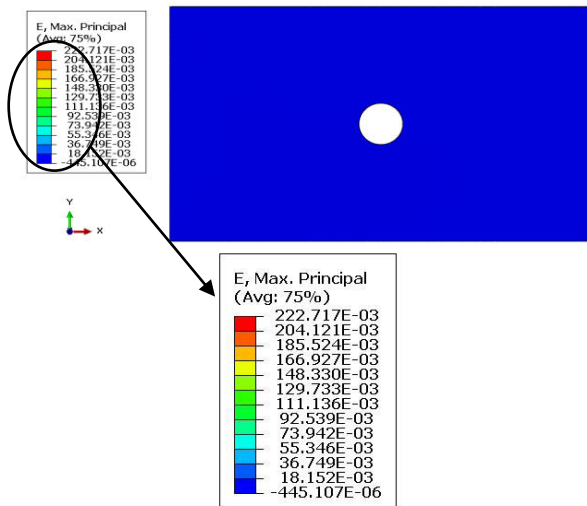 E, Max. Principal
(Avg: 75%)
222.717E-03
204.121E-03
185.524E-03
166.927E-03
148.330E-03
129.733E-03
111.136E-03
92.539E-03
73.942E-03
55.346E-03
36.749E-03
18.152E-03
-445.107E-06
Y
X
E, Max. Principal
(Avg: 75%)
222.717E-03
204.121E-03
185.524E-03
166.927E-03
148.330E-03
129.733E-03
111.136E-03
92.539E-03
73.942E-03
55.346E-03
36.749E-03
18.152E-03
-445.107E-06